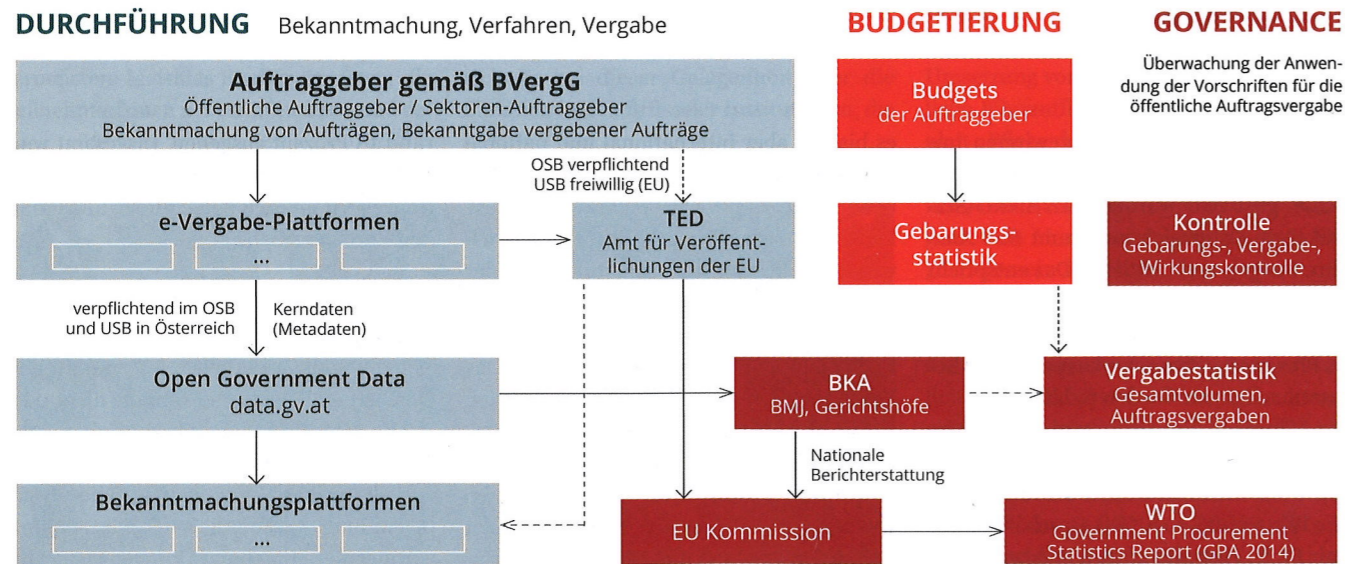 DURCHFÜHRUNG Bekanntmachung, Verfahren, Vergabe
BUDGETIERUNG
GOVERNANCE
Überwachung der Anwen-
dung der Vorschriften für die
öffentliche Auftragsvergabe
Auftraggeber gemäß BVergG
Öffentliche Auftraggeber / Sektoren-Auftraggeber
Bekanntmachung von Aufträgen, Bekanntgabe vergebener Aufträge
Budgets
der Auftraggeber
OSB verpflichtend
USB freiwillig (EU)
e-Vergabe-Plattformen
...
TED
Amt für Veröffent-
lichungen der EU
Gebarungs-
statistik
Kontrolle
Gebarungs-, Vergabe-,
Wirkungskontrolle
verpflichtend im OSB
und USB in Österreich
Kerndaten
(Metadaten)
Open Government Data
data.gv.at
BKA
BMJ, Gerichtshöfe
Vergabestatistik
Gesamtvolumen,
Auftragsvergaben
Nationale
Berichterstattung
Bekanntmachungsplattformen
...
EU Kommission
WTO
Government Procurement
Statistics Report (GPA 2014)